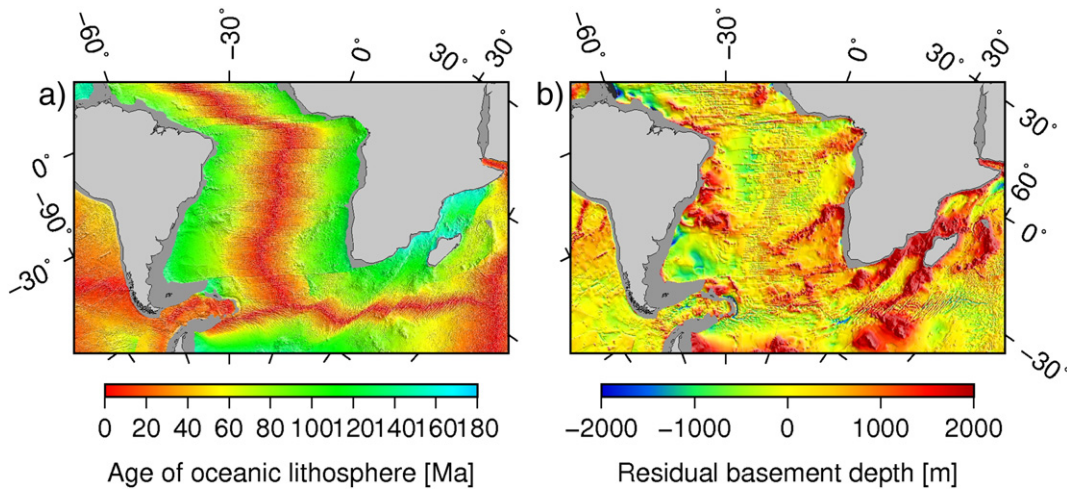 −60° −30° 0° 30° 30°
a)
0°
−90°
−30°
0 20 40 60 80 100 120 140 160 180
Age of oceanic lithosphere [Ma]
−60° −30° 0° 30°
b)
30°
60°
0°
−30°
−2000 −1000 0 1000 2000
Residual basement depth [m]